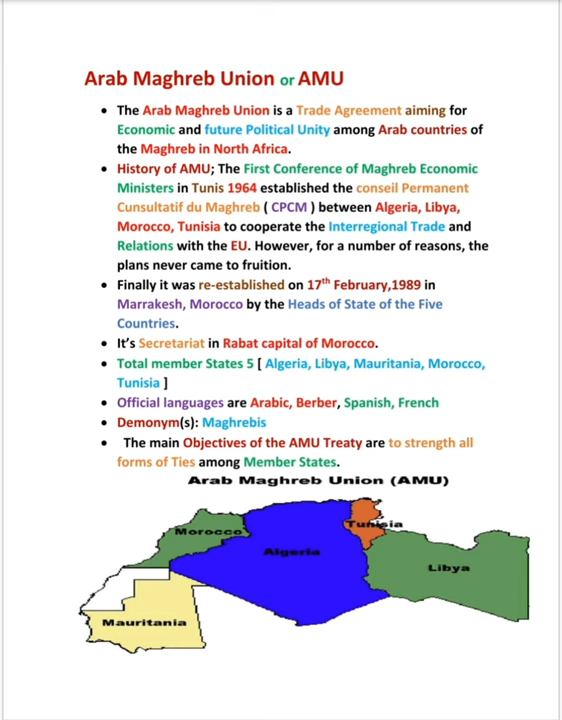 Arab Maghreb Union or AMU
• The Arab Maghreb Union is a Trade Agreement aiming for
Economic and future Political Unity among Arab countries of
the Maghreb in North Africa.
• History of AMU; The First Conference of Maghreb Economic
Ministers in Tunis 1964 established the conseil Permanent
Cunsultatif du Maghreb ( CPCM ) between Algeria, Libya,
Morocco, Tunisia to cooperate the Interregional Trade and
Relations with the EU. However, for a number of reasons, the
plans never came to fruition.
• Finally it was re-established on 17th February,1989 in
Marrakesh, Morocco by the Heads of State of the Five
Countries.
• It's Secretariat in Rabat capital of Morocco.
• Total member States 5 [ Algeria, Libya, Mauritania, Morocco,
Tunisia ]
• Official languages are Arabic, Berber, Spanish, French
• Demonym(s): Maghrebis
• The main Objectives of the AMU Treaty are to strength all
forms of Ties among Member States.
Arab Maghreb Union (AMU)
Tunisia
Morocco
Algeria
Libya
Mauritania